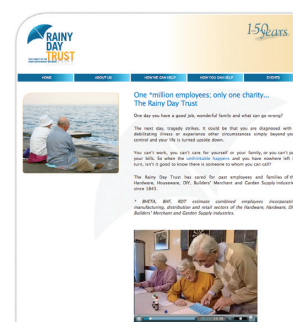 RAINY
DAY
TRUST
150years
HOME ABOUT US HOW WE CAN HELP HOW YOU CAN HELP EVENTS
One *million employees; only one charity...
The Rainy Day Trust
One day you have a good job, wonderful family and what can go wrong?
The next day, tragedy strikes. It could be that you are diagnosed with
debilitating illness or experience other circumstances simply beyond you
control and your life is turned upside down.
You can't work, you can't care for yourself or your family, or you can't pa
your bills. So when the unthinkable happens and you have nowhere left
turn, isn't it good to know there is someone to whom you can call?
The Rainy Day Trust has cared for past employees and families of th
Hardware, Houseware, DIY, Builders' Merchant and Garden Supply industrie
since 1843.
* BHETA, BHF, RDT estimate combined employees incorporati
manufacturing, distribution and retail sectors of the Hardware, Hardware, DI
Builders' Merchant and Garden Supply industries.